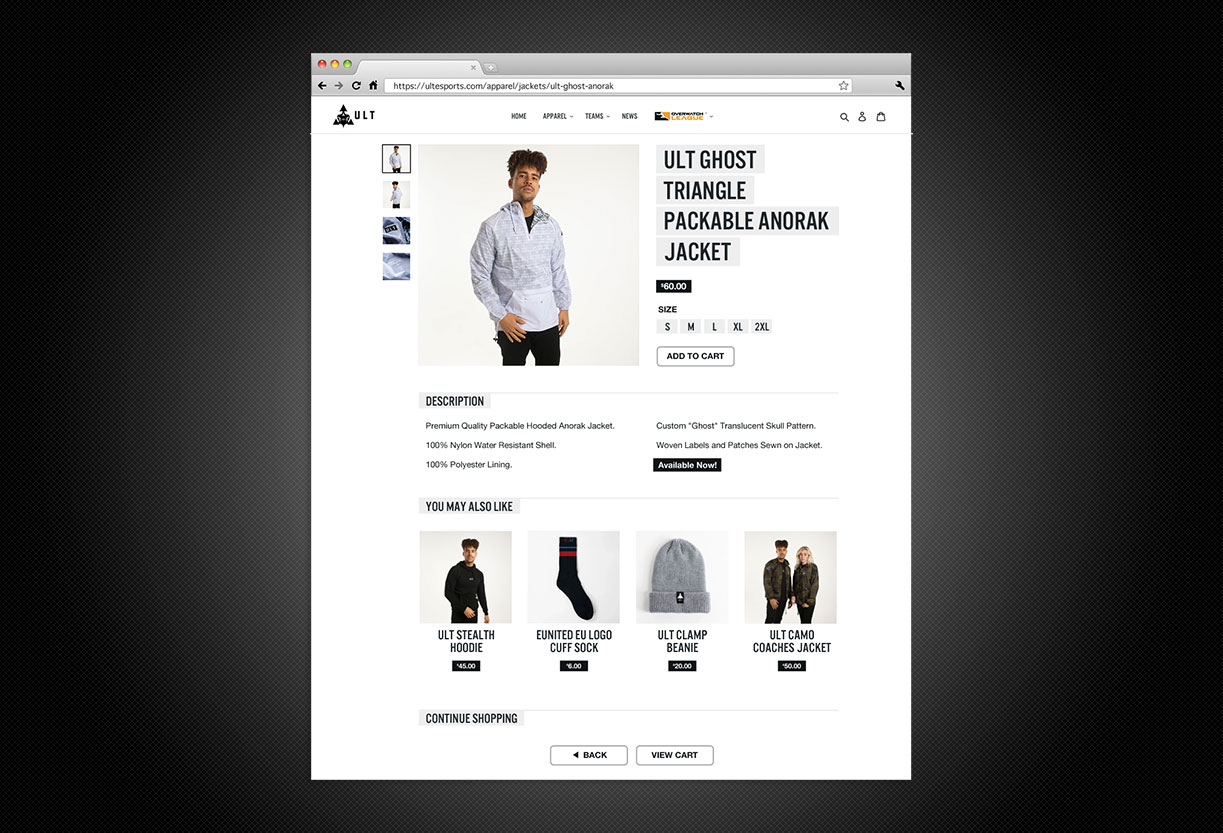 https://ultesports.com/apparel/jackets/ult-ghost-anorak
ULT
HOME
APPAREL
TEAMS
NEWS
OVERWATCH
LEAGUE
ULT GHOST
TRIANGLE
PACKABLE ANORAK
JACKET
$60.00
SIZE
S M L XL 2XL
ADD TO CART
DESCRIPTION
Premium Quality Packable Hooded Anorak Jacket.
100% Nylon Water Resistant Shell.
100% Polyester Lining.
Custom "Ghost" Translucent Skull Pattern.
Woven Labels and Patches Sewn on Jacket.
Available Now!
YOU MAY ALSO LIKE
ULT STEALTH
HOODIE
$45.00
EUNITED EU LOGO
CUFF SOCK
$6.00
ULT CLAMP
BEANIE
$20.00
ULT CAMO
COACHES JACKET
$50.00
CONTINUE SHOPPING
BACK
VIEW CART